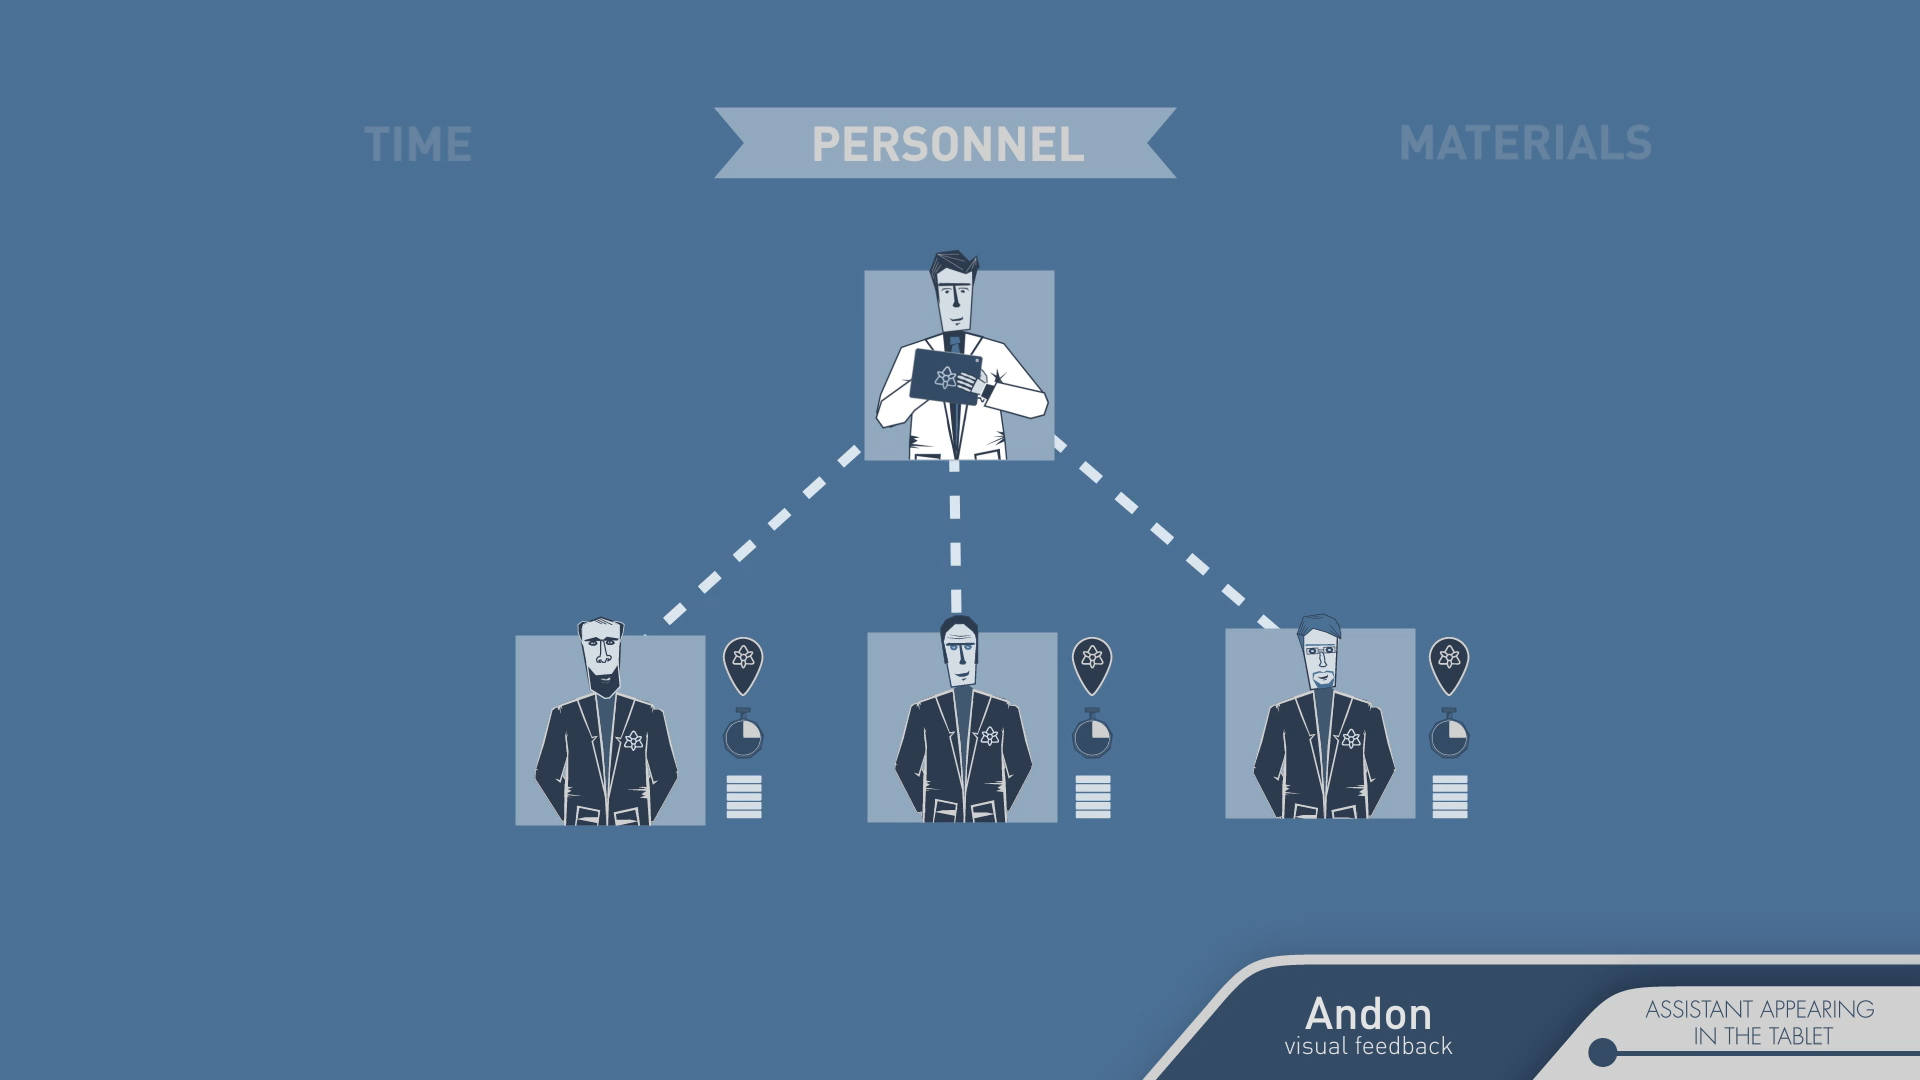 TIME
PERSONNEL
MATERIALS
Andon
visual feedback
ASSISTANT APPEARING
IN THE TABLET